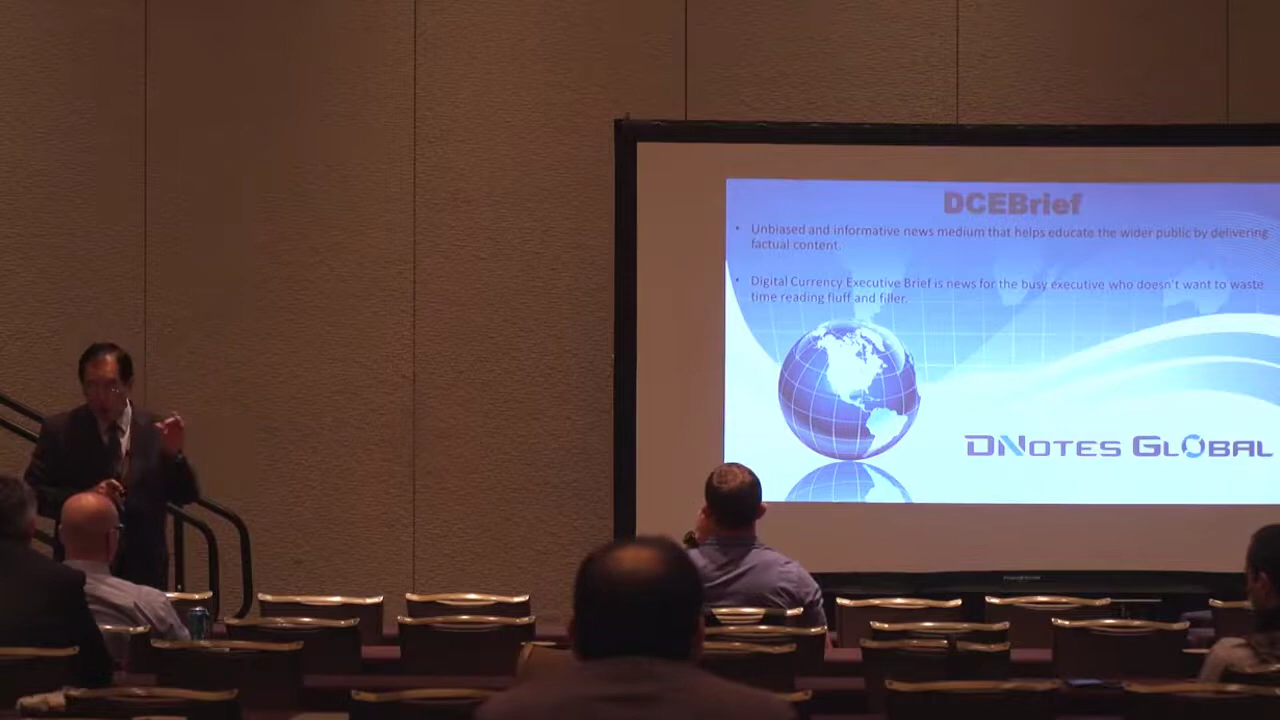 DCEBrief
• Unbiased and informative news medium that helps educate the wider public by delivering
factual content.
• Digital Currency Executive Brief is news for the busy executive who doesn't want to waste
time reading fluff and filler.
DNOTES GLOBAL